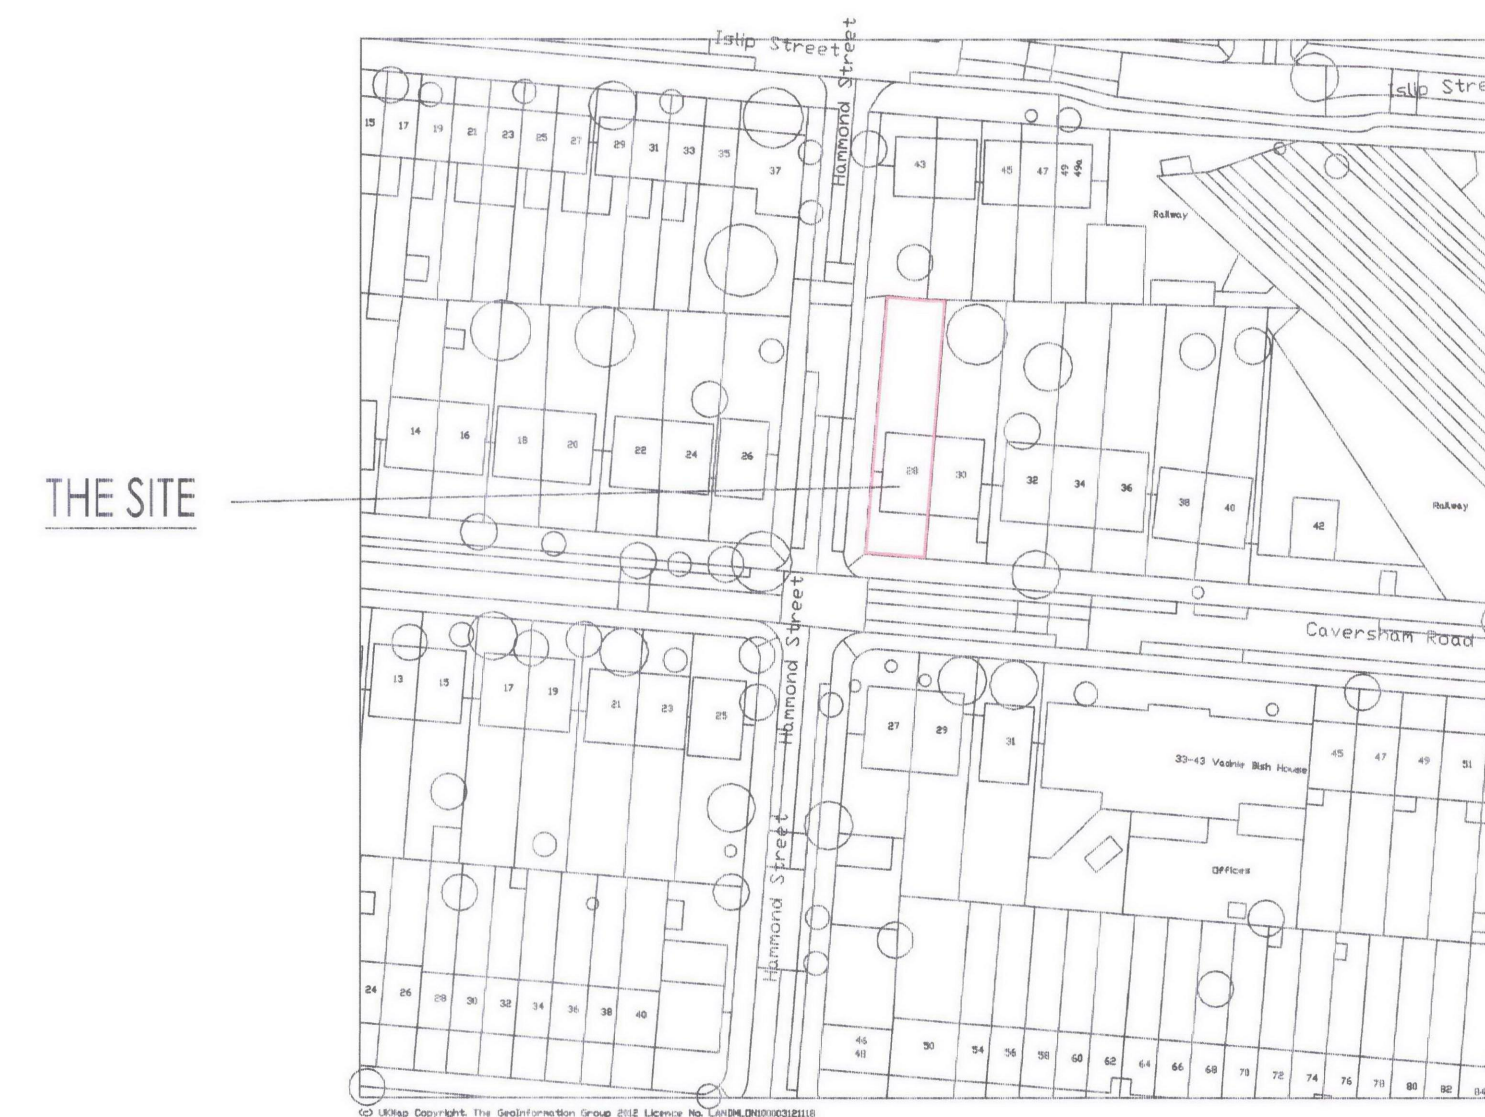 Islip Street
Hammond Street
Islip Stre
15 17 19 21 23 25 27 29 31 33 35 37
43 45 47 49 49a
Railway
14 16 18 20 22 24 26
28 30 32 34 36 38 40 42
THE SITE
Railway
Hammond Street
Caversham Road
13 15 17 19 21 23 25
27 29 31
33-43 Vadnie Bish House
45 47 49 51
Hammond Street
Offices
24 26 28 30 32 34 36 38 40
46
48
50 54 56 58 60 62 64 66 68 70 72 74 76 78 80 82 84
72
(c) UKMap Copyright. The GeoInformation Group 2012 Licence No. LANDMLON100003121118